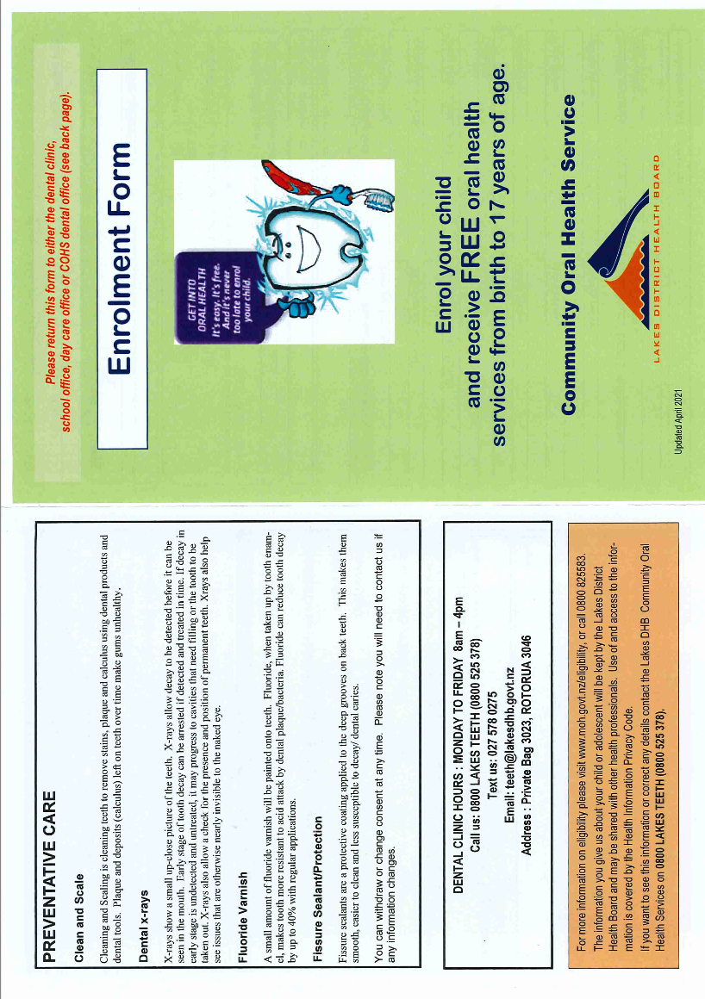 PREVENTATIVE CARE
Clean and Scale
Cleaning and Scaling is cleaning teeth to remove stains, plaque and calculus using dental products and
dental tools.  Plaque and deposits (calculus) left on teeth over time make gums unhealthy.
Dental x-rays
X-rays show a small up-close picture of the teeth.  X-rays allow decay to be detected before it can be
seen in the mouth.  Early stage of tooth decay can be arrested if detected and treated in time.  If decay in
early stage is undetected and untreated, it may progress to cavities that need filling or the tooth to be
taken out.  X-rays also allow a check for the presence and position of permanent teeth.  Xrays also help
see issues that are otherwise nearly invisible to the naked eye.
Fluoride Varnish
A small amount of fluoride varnish will be painted onto teeth.  Fluoride, when taken up by tooth enam-
el, makes tooth more resistant to acid attack by dental plaque/bacteria. Fluoride can reduce tooth decay
by up to 40% with regular applications.
Fissure Sealant/Protection
Fissure sealants are a protective coating applied to the deep grooves on back teeth.  This makes them
smooth, easier to clean and less susceptible to decay/ dental caries.
You can withdraw or change consent at any time.  Please note you will need to contact us if
any information changes.
DENTAL CLINIC HOURS : MONDAY TO FRIDAY  8am – 4pm
Call us: 0800 LAKES TEETH (0800 525 378)
Text us: 027 578 0275
Email: teeth@lakesdhb.govt.nz
Address : Private Bag 3023, ROTORUA 3046
For more information on eligibility please visit www.moh.govt.nz/eligibility, or call 0800 825583.
The information you give us about your child or adolescent will be kept by the Lakes District
Health Board and may be shared with other health professionals.  Use of and access to the infor-
mation is covered by the Health Information Privacy Code.
If you want to see this information or correct any details contact the Lakes DHB  Community Oral
Health Services on 0800 LAKES TEETH (0800 525 378).
Please return this form to either the dental clinic,
school office, day care office or COHS dental office (see back page).
Enrolment Form
GET INTO
ORAL HEALTH
It's easy. It's free.
And it's never
too late to enrol
your child.
Enrol your child
and receive FREE oral health
services from birth to 17 years of age.
Community Oral Health Service
LAKES DISTRICT HEALTH BOARD
Updated April 2021